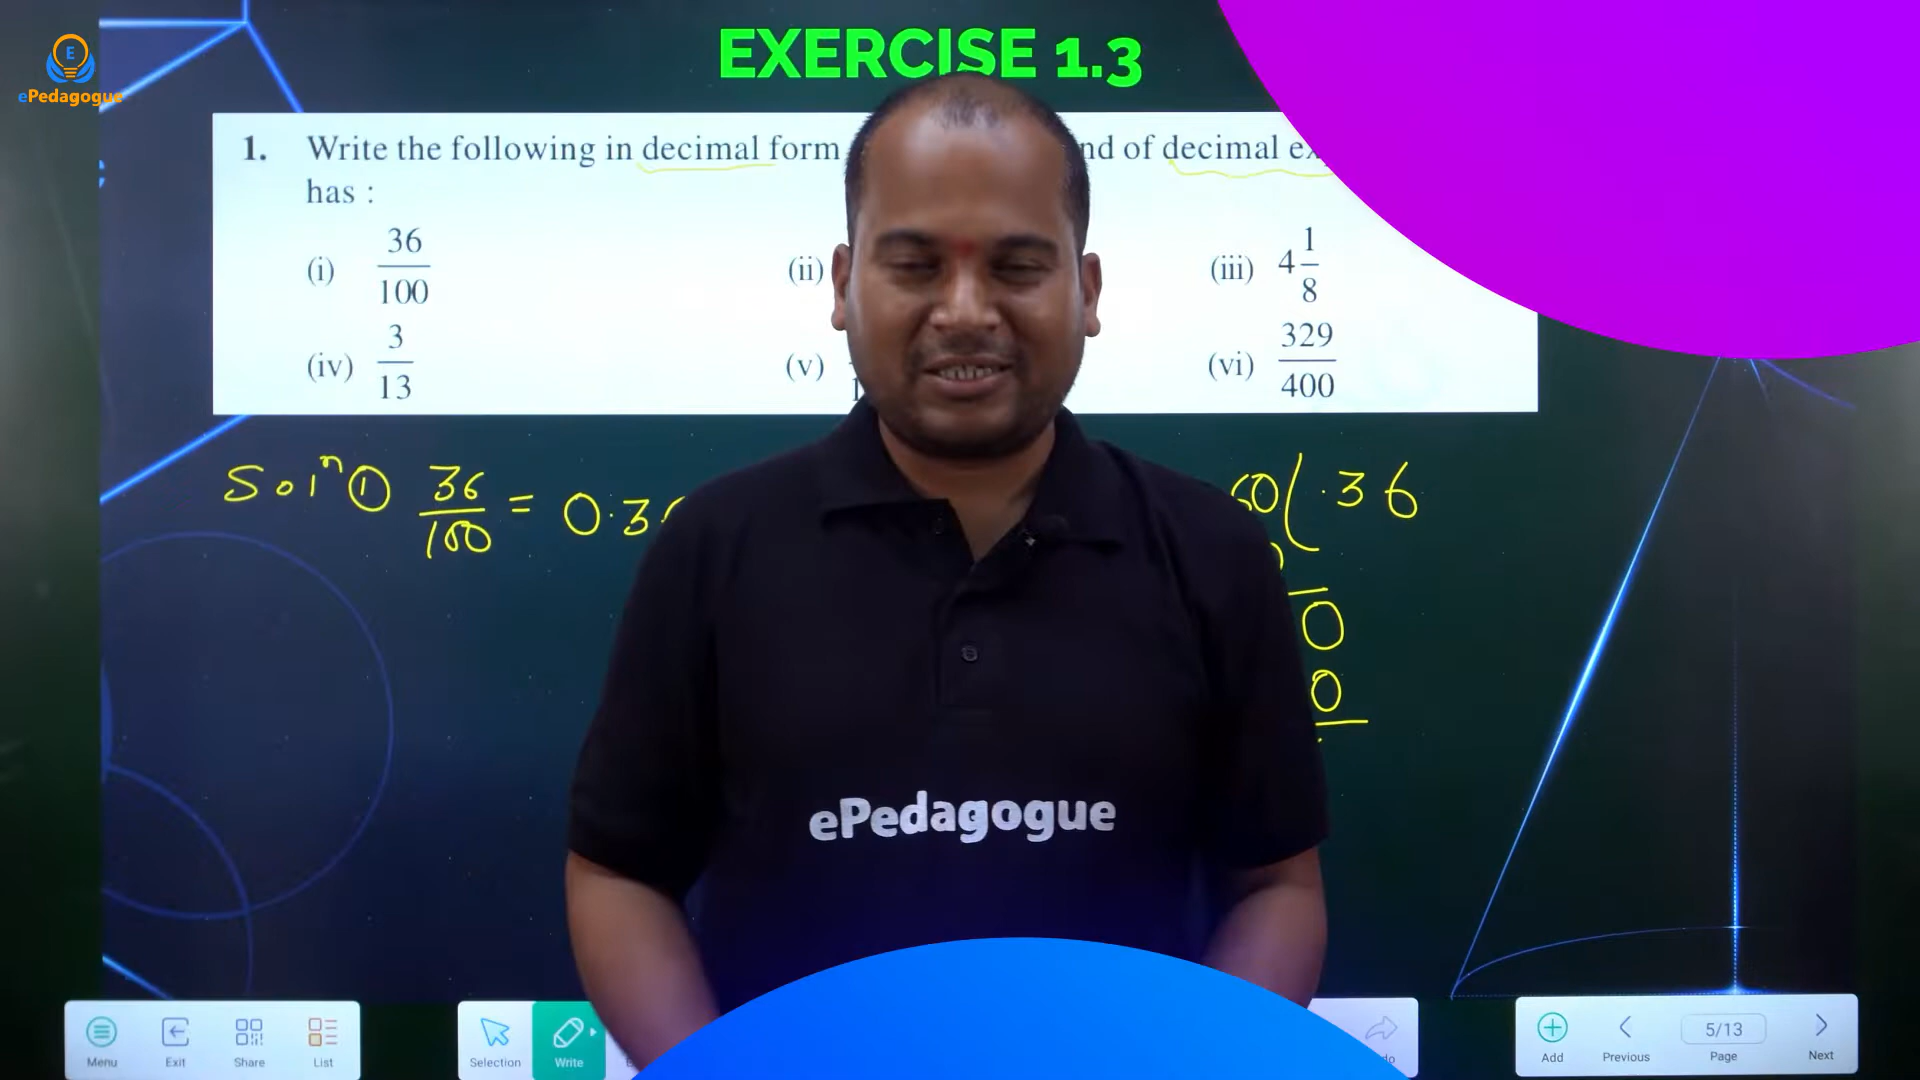 EXERCISE 1.3
E
ePedagogue
1. Write the following in decimal form nd of decimal ex
has :
(i) 36/100 (ii) (iii) 4 1/8
(iv) 3/13 (v) 1 (vi) 329/400
Solⁿ ① 36/100 = 0.3 .36
0
0
ePedagogue
Menu Exit Share List Selection Write Add Previous 5/13 Page Next